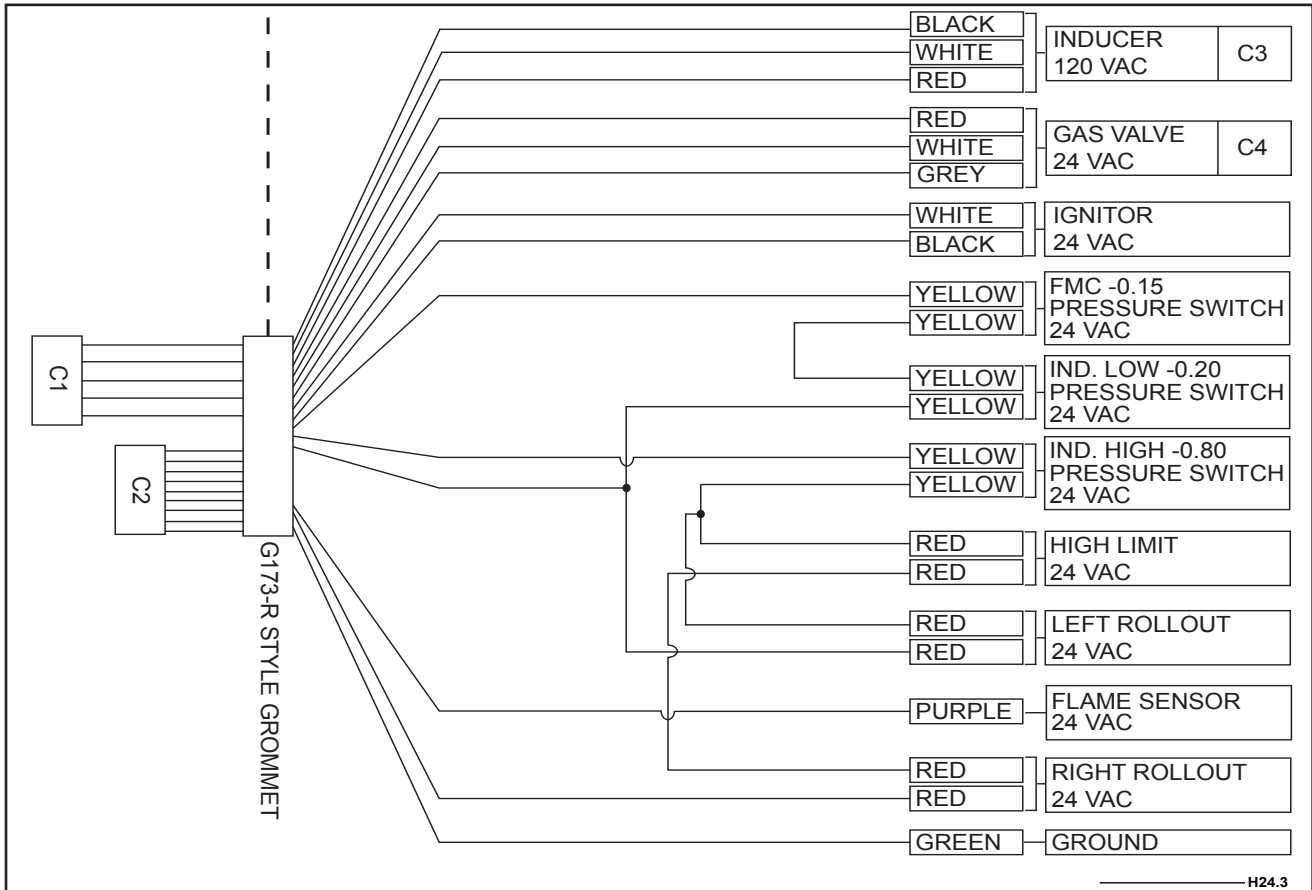 C1
C2
G173-R STYLE GROMMET
BLACK
WHITE
RED
INDUCER
120 VAC
C3
RED
WHITE
GREY
GAS VALVE
24 VAC
C4
WHITE
BLACK
IGNITOR
24 VAC
YELLOW
YELLOW
FMC -0.15
PRESSURE SWITCH
24 VAC
YELLOW
YELLOW
IND. LOW -0.20
PRESSURE SWITCH
24 VAC
YELLOW
YELLOW
IND. HIGH -0.80
PRESSURE SWITCH
24 VAC
RED
RED
HIGH LIMIT
24 VAC
RED
RED
LEFT ROLLOUT
24 VAC
PURPLE
FLAME SENSOR
24 VAC
RED
RED
RIGHT ROLLOUT
24 VAC
GREEN
GROUND
H24.3